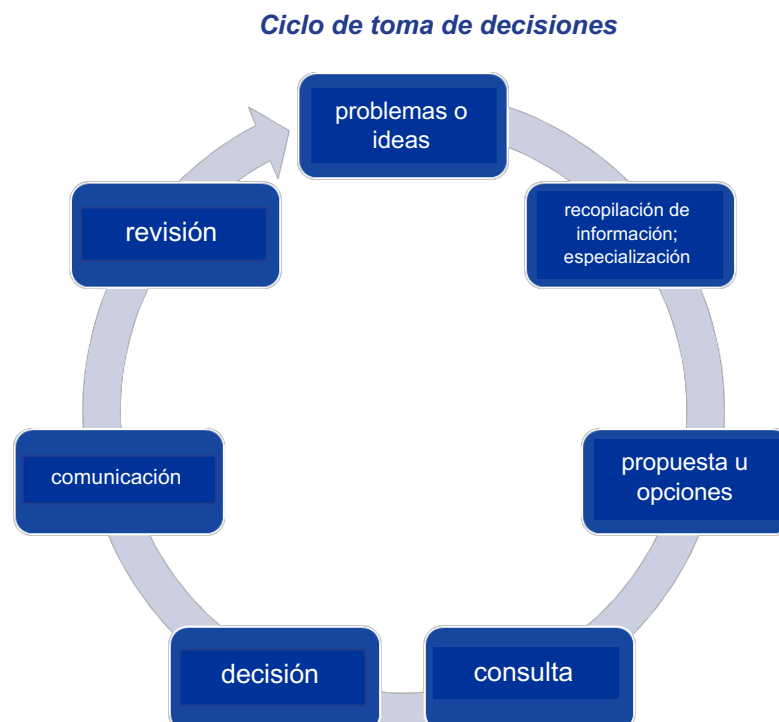 Ciclo de toma de decisiones
problemas o
ideas
recopilación de
información;
especialización
propuesta u
opciones
consulta
decisión
comunicación
revisión